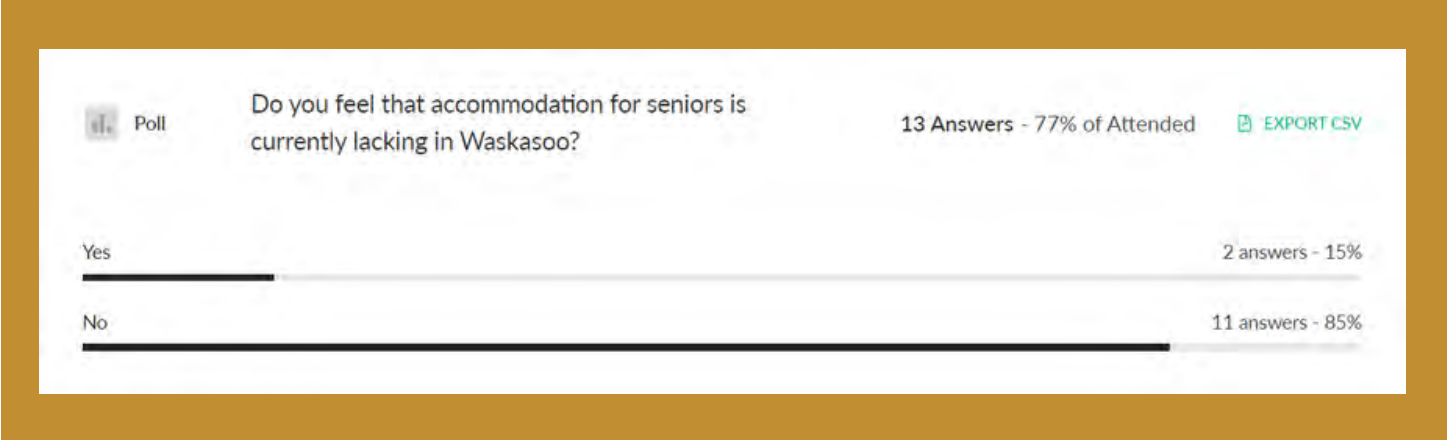 Poll
Do you feel that accommodation for seniors is
currently lacking in Waskasoo?
13 Answers - 77% of Attended
EXPORT CSV
Yes
2 answers - 15%
No
11 answers - 85%